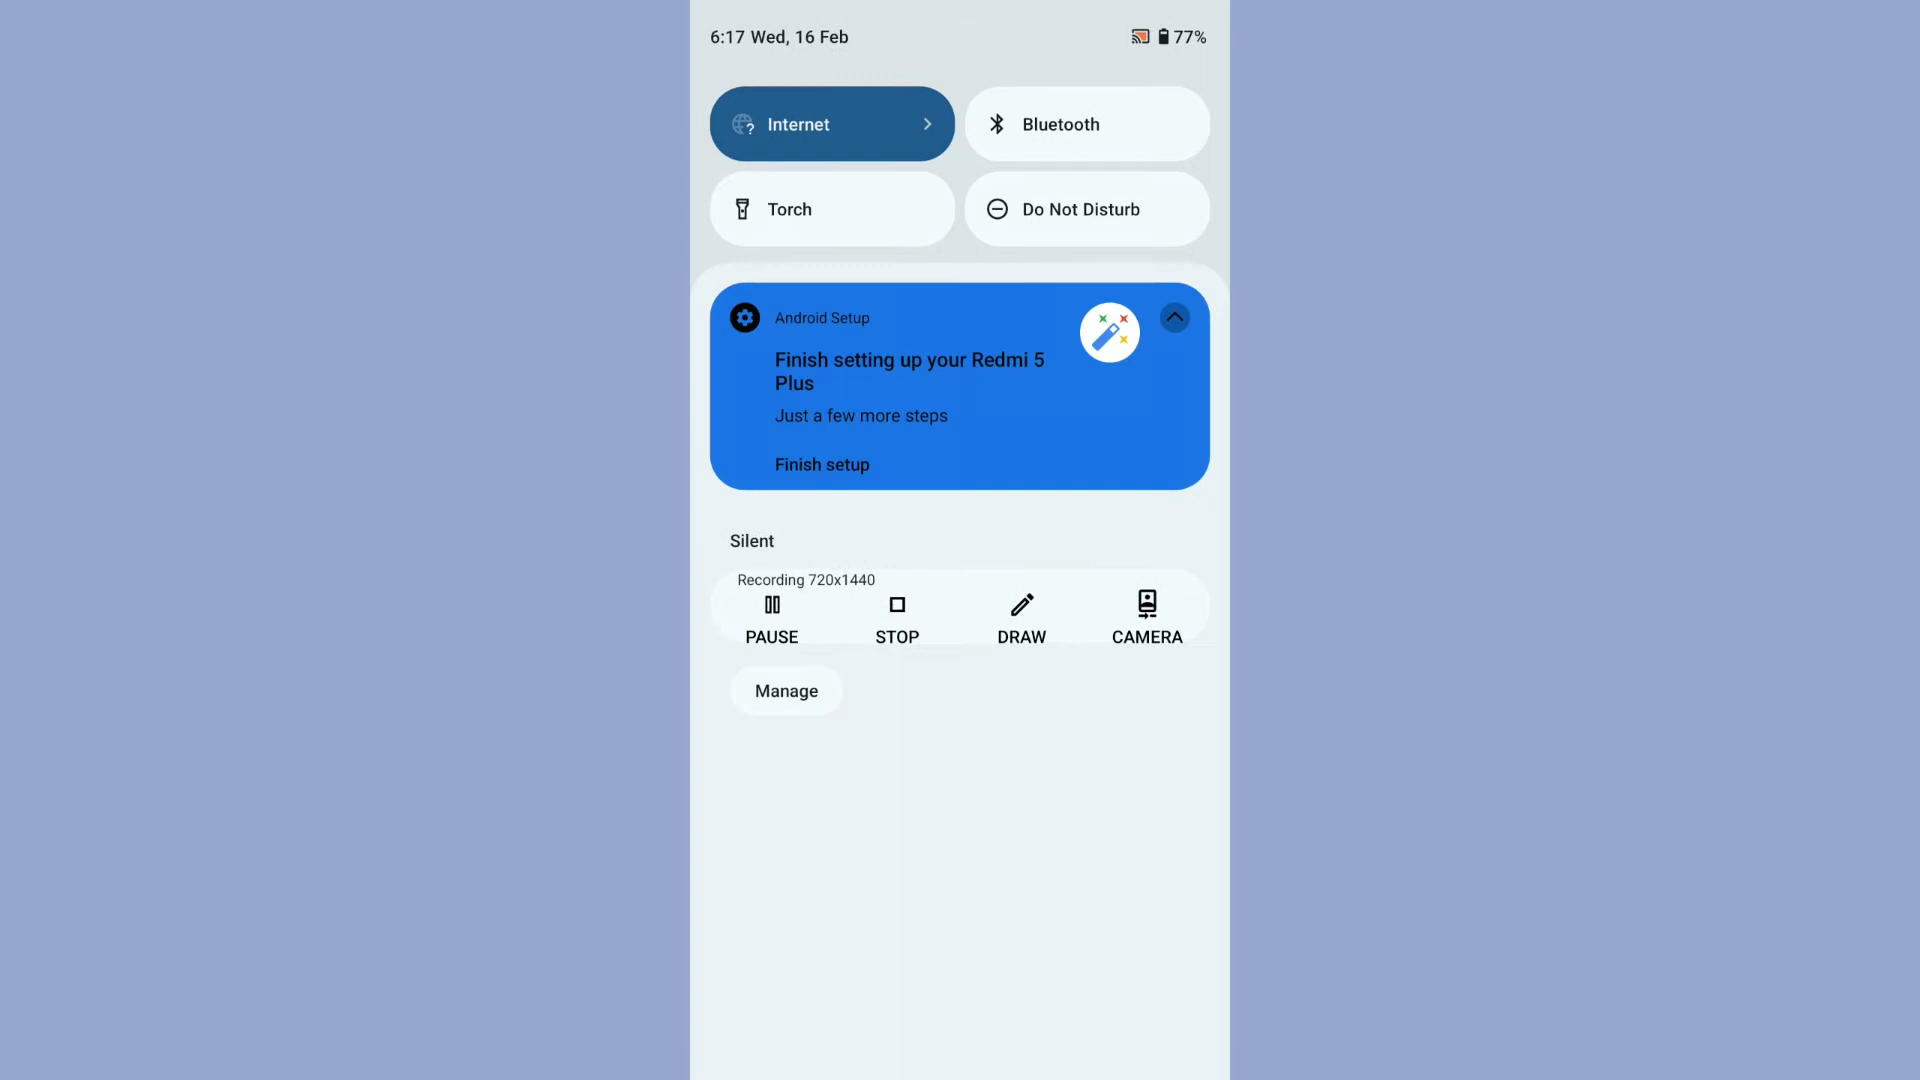 6:17 Wed, 16 Feb
77%
Internet
Bluetooth
Torch
Do Not Disturb
Android Setup
Finish setting up your Redmi 5
Plus
Just a few more steps
Finish setup
Silent
Recording 720x1440
PAUSE
STOP
DRAW
CAMERA
Manage